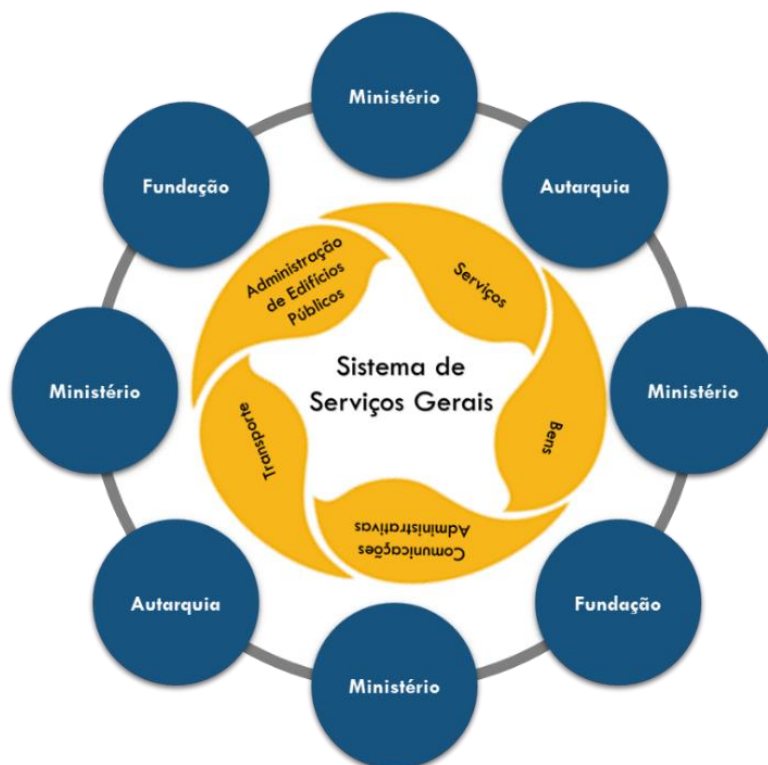 Ministério
Fundação
Autarquia
Administração
de Edifícios
Públicos
Serviços
Ministério
Sistema de
Serviços Gerais
Ministério
Transporte
Bens
Comunicações
Administrativas
Autarquia
Fundação
Ministério